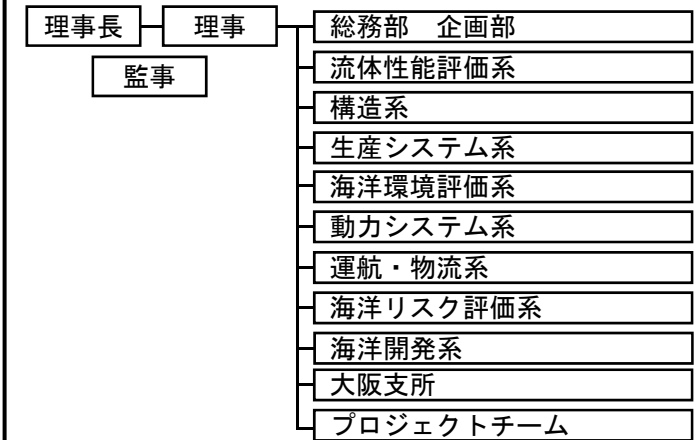 理事長 理事 総務部 企画部
監事 流体性能評価系
構造系
生産システム系
海洋環境評価系
動力システム系
運航・物流系
海洋リスク評価系
海洋開発系
大阪支所
プロジェクトチーム